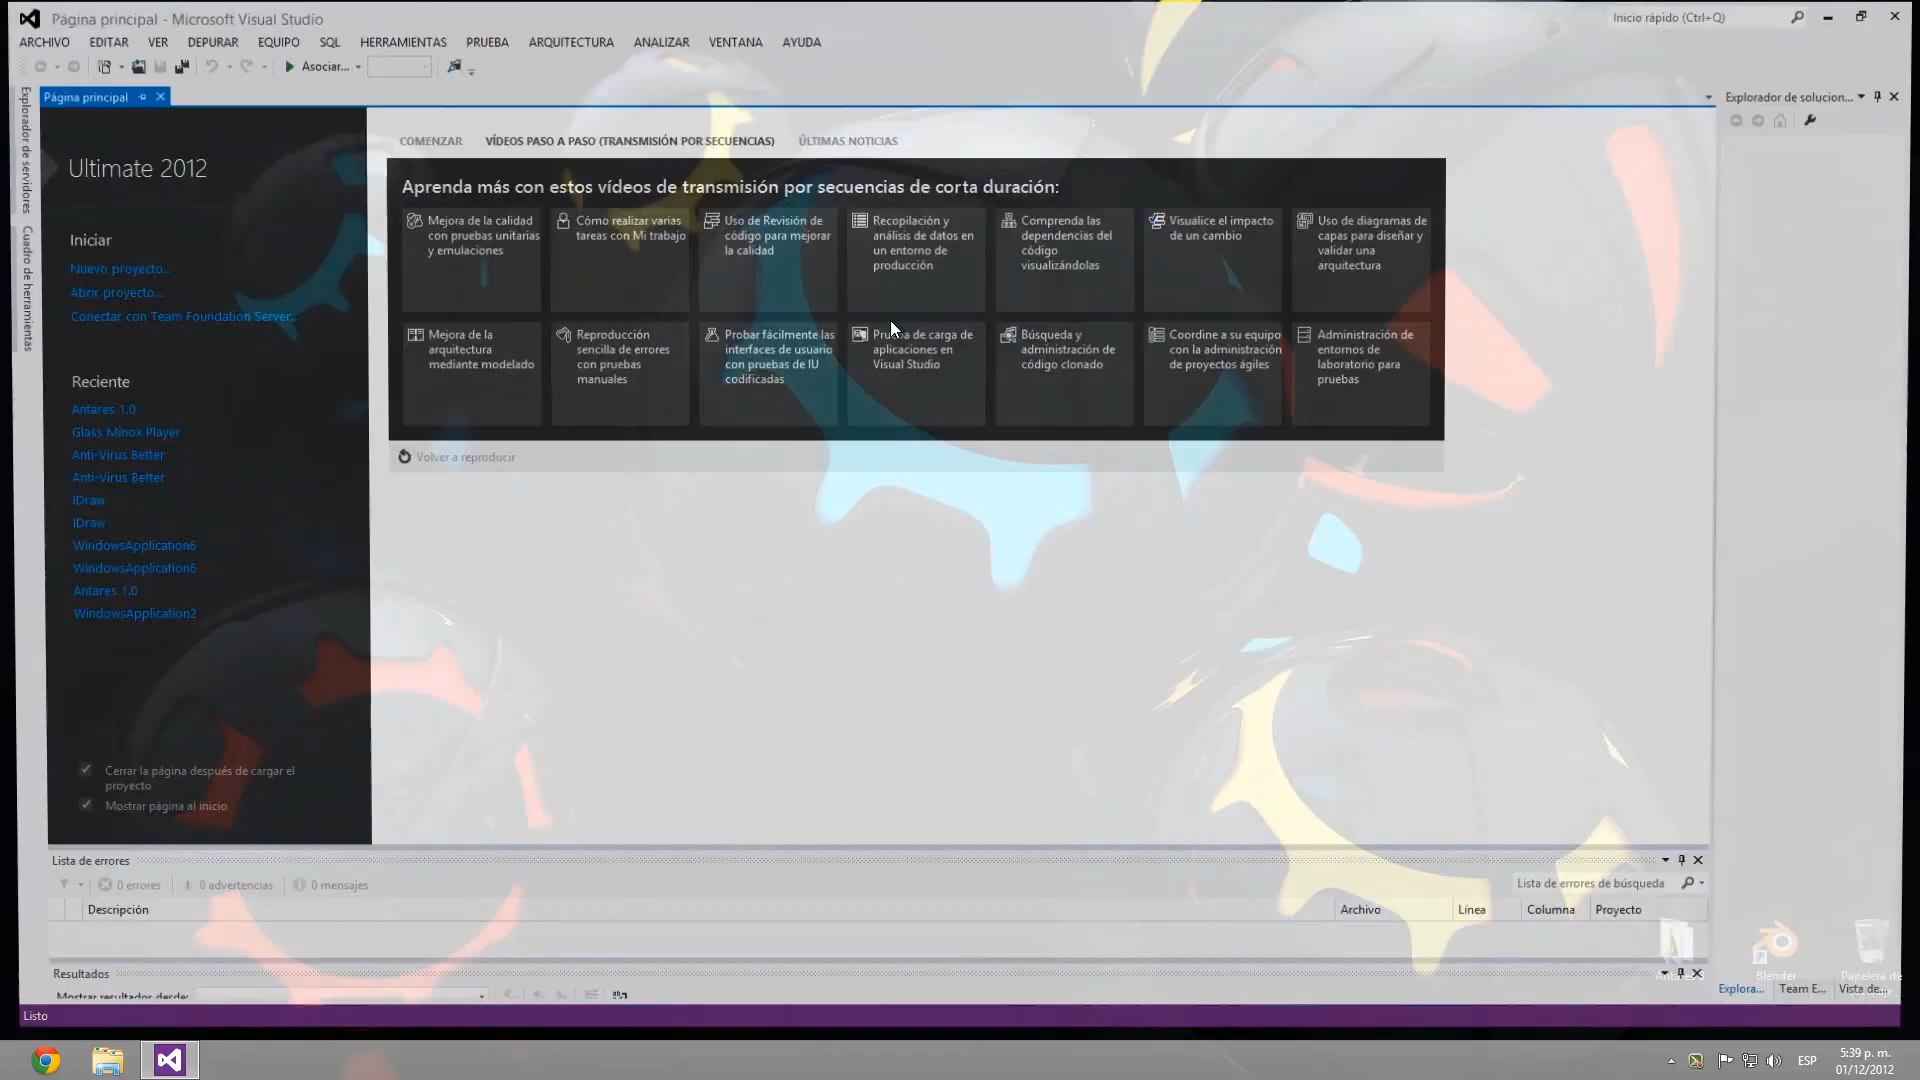 Página principal - Microsoft Visual Studio
Inicio rápido (Ctrl+Q)
ARCHIVO EDITAR VER DEPURAR EQUIPO SQL HERRAMIENTAS PRUEBA ARQUITECTURA ANALIZAR VENTANA AYUDA
Asociar...
Explorador de servidores
Cuadro de herramientas
Página principal
Explorador de solucion...
Ultimate 2012
Iniciar
Nuevo proyecto...
Abrir proyecto...
Conectar con Team Foundation Server...
Reciente
Antares 1.0
Glass Minox Player
Anti-Virus Better
Anti-Virus Better
IDraw
IDraw
WindowsApplication6
WindowsApplication6
Antares 1.0
WindowsApplication2
Cerrar la página después de cargar el
proyecto
Mostrar página al inicio
COMENZAR VÍDEOS PASO A PASO (TRANSMISIÓN POR SECUENCIAS) ÚLTIMAS NOTICIAS
Aprenda más con estos vídeos de transmisión por secuencias de corta duración:
Mejora de la calidad
con pruebas unitarias
y emulaciones
Cómo realizar varias
tareas con Mi trabajo
Uso de Revisión de
código para mejorar
la calidad
Recopilación y
análisis de datos en
un entorno de
producción
Comprenda las
dependencias del
código
visualizándolas
Visualice el impacto
de un cambio
Uso de diagramas de
capas para diseñar y
validar una
arquitectura
Mejora de la
arquitectura
mediante modelado
Reproducción
sencilla de errores
con pruebas
manuales
Probar fácilmente las
interfaces de usuario
con pruebas de IU
codificadas
Prueba de carga de
aplicaciones en
Visual Studio
Búsqueda y
administración de
código clonado
Coordine a su equipo
con la administración
de proyectos ágiles
Administración de
entornos de
laboratorio para
pruebas
Volver a reproducir
Lista de errores
0 errores 0 advertencias 0 mensajes
Lista de errores de búsqueda
Descripción Archivo Línea Columna Proyecto
Resultados
Mostrar resultados desde:
Blender
Papelera de
Explora... Team E... Vista de...
Listo
ESP
5:39 p. m.
01/12/2012